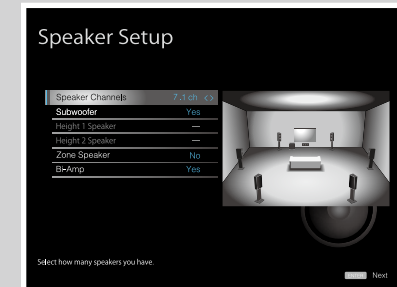 Speaker Setup
Speaker Channels 7.1 ch
Subwoofer Yes
Height 1 Speaker —
Height 2 Speaker —
Zone Speaker No
Bi-Amp Yes
Select how many speakers you have.
ENTER Next